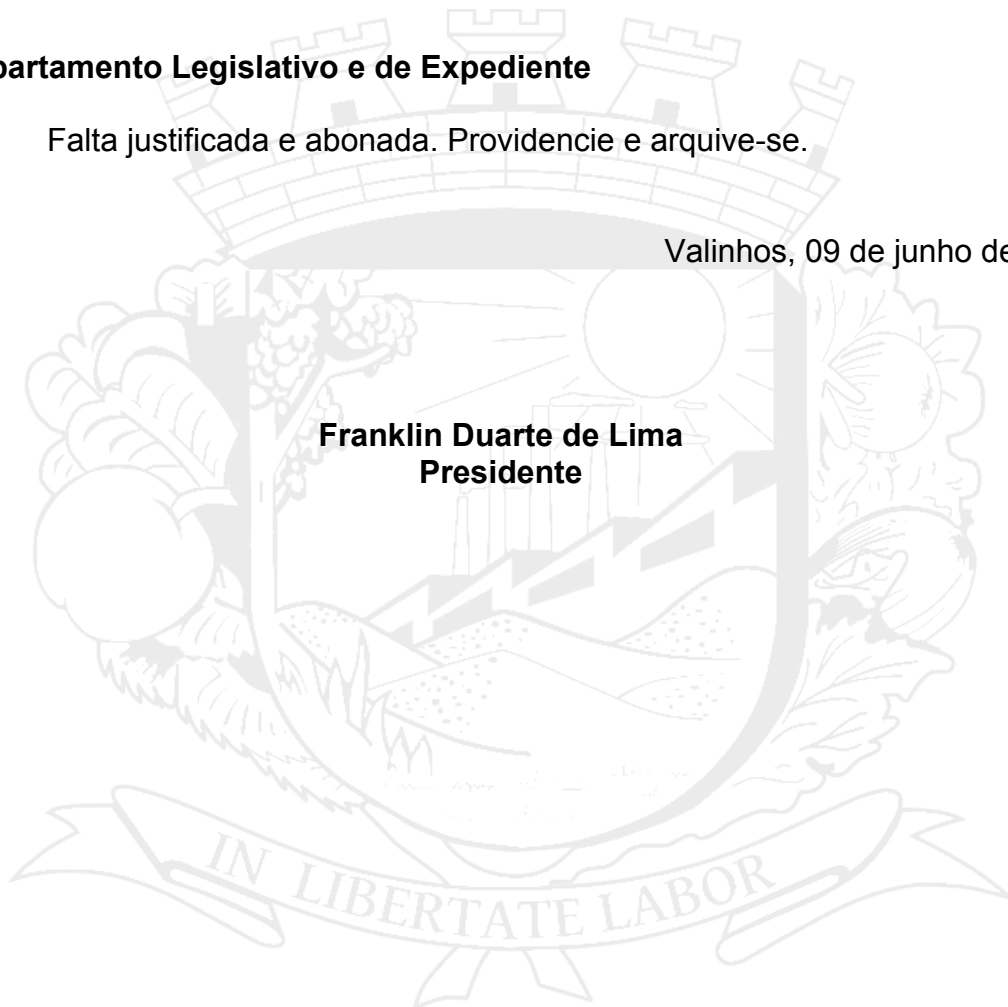 partamento Legislativo e de Expediente
Falta justificada e abonada. Providencie e arquive-se.
Valinhos, 09 de junho de
Franklin Duarte de Lima
Presidente
IN LIBERTATE LABOR